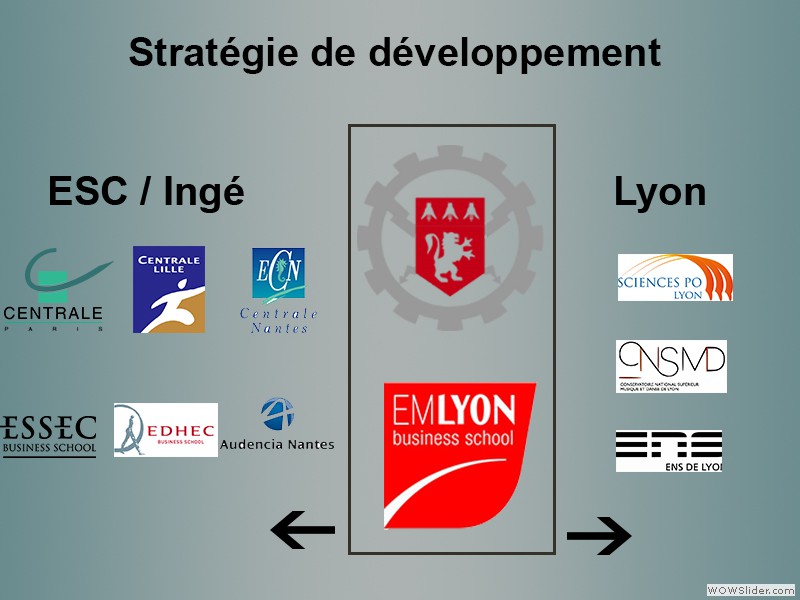 Stratégie de développement
ESC / Ingé
Lyon
CENTRALE
PARIS
CENTRALE
LILLE
ECN
Centrale
Nantes
SCIENCES PO
LYON
CNSMD
CONSERVATOIRE NATIONAL SUPÉRIEUR
MUSIQUE ET DANSE DE LYON
ESSEC
BUSINESS SCHOOL
EDHEC
BUSINESS SCHOOL
Audencia Nantes
EMLYON
business school
ENS
ENS DE LYON
WOWSlider.com